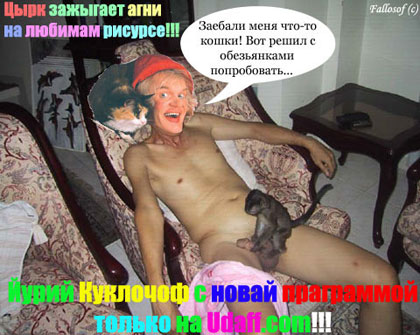 Цырк зажыгает агни
на любимам рисурсе!!!
Fallosof (c)
Заебали меня что-то
кошки! Вот решил с
обезьянками
попробовать...
Йурий Куклочоф с новай праграммой
только на Udaff.com!!!